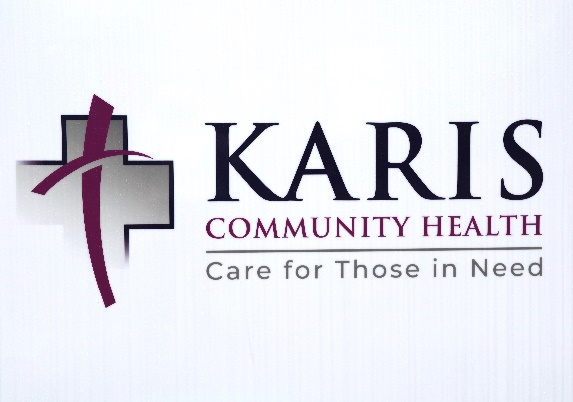 KARIS
COMMUNITY HEALTH
Care for Those in Need